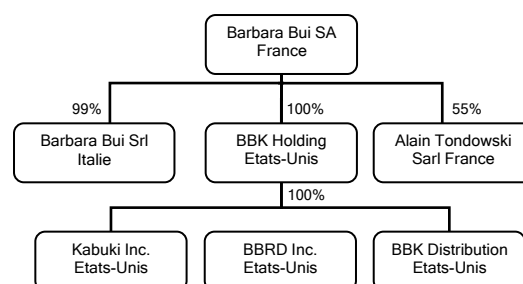 Barbara Bui SA
France
99%
100%
55%
Barbara Bui Srl
Italie
BBK Holding
Etats-Unis
Alain Tondowski
Sarl France
100%
Kabuki Inc.
Etats-Unis
BBRD Inc.
Etats-Unis
BBK Distribution
Etats-Unis